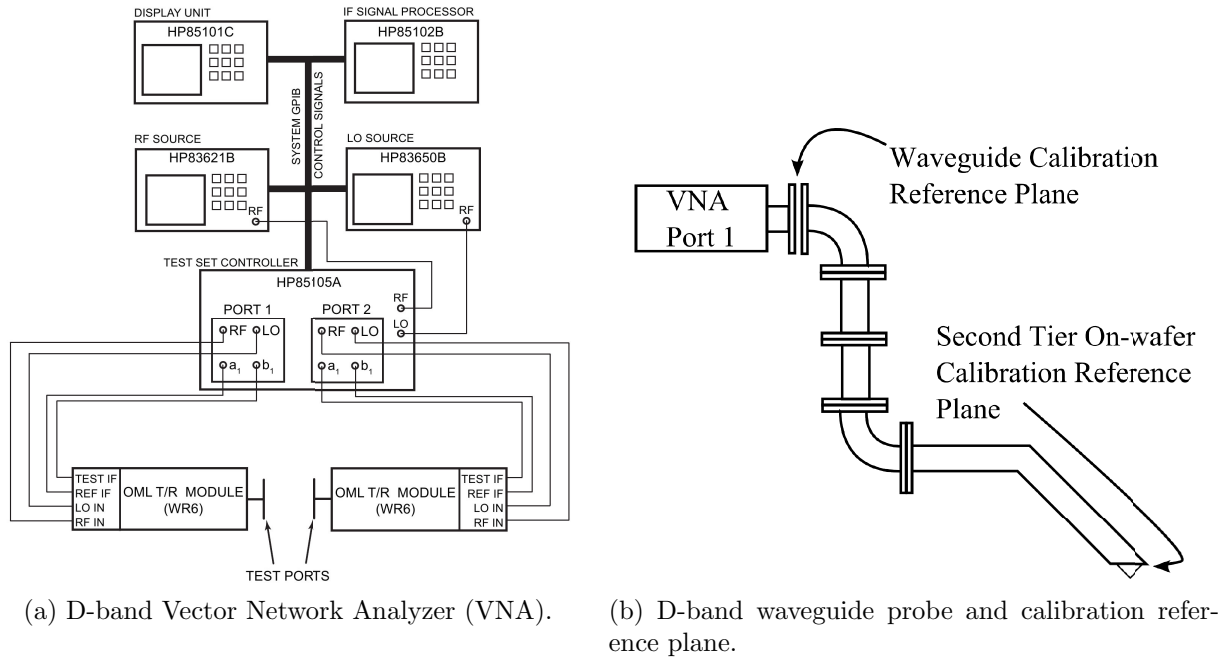 DISPLAY UNIT
HP85101C
IF SIGNAL PROCESSOR
HP85102B
SYSTEM GPIB
CONTROL SIGNALS
RF SOURCE
HP83621B
RF
LO SOURCE
HP83650B
RF
TEST SET CONTROLLER
HP85105A
RF
LO
PORT 1
RF LO
a1 b1
PORT 2
RF LO
a1 b1
TEST IF
REF IF
LO IN
RF IN
OML T/R MODULE
(WR6)
OML T/R MODULE
(WR6)
TEST IF
REF IF
LO IN
RF IN
TEST PORTS
(a) D-band Vector Network Analyzer (VNA).
VNA
Port 1
Waveguide Calibration
Reference Plane
Second Tier On-wafer
Calibration Reference
Plane
(b) D-band waveguide probe and calibration refer-
ence plane.